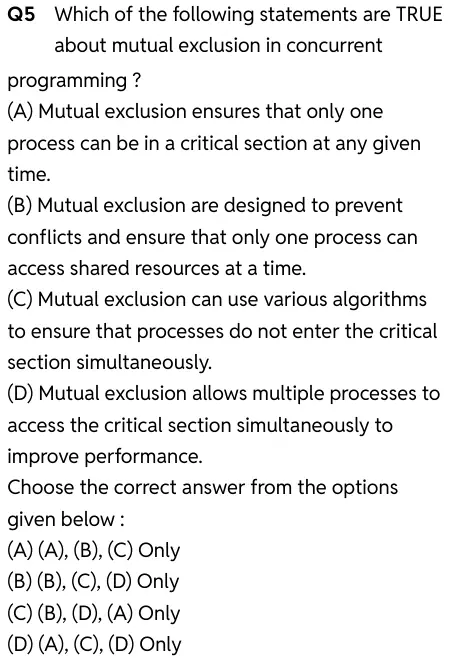 Q5 Which of the following statements are TRUE
about mutual exclusion in concurrent
programming ?
(A) Mutual exclusion ensures that only one
process can be in a critical section at any given
time.
(B) Mutual exclusion are designed to prevent
conflicts and ensure that only one process can
access shared resources at a time.
(C) Mutual exclusion can use various algorithms
to ensure that processes do not enter the critical
section simultaneously.
(D) Mutual exclusion allows multiple processes to
access the critical section simultaneously to
improve performance.
Choose the correct answer from the options
given below :
(A) (A), (B), (C) Only
(B) (B), (C), (D) Only
(C) (B), (D), (A) Only
(D) (A), (C), (D) Only